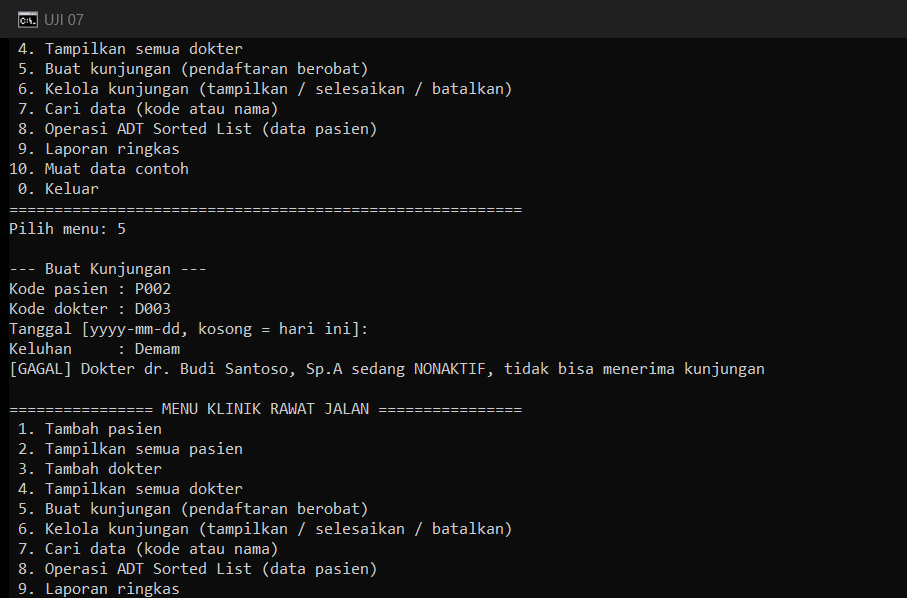 UJI 07
4. Tampilkan semua dokter
5. Buat kunjungan (pendaftaran berobat)
6. Kelola kunjungan (tampilkan / selesaikan / batalkan)
7. Cari data (kode atau nama)
8. Operasi ADT Sorted List (data pasien)
9. Laporan ringkas
10. Muat data contoh
0. Keluar
=========================================================
Pilih menu: 5
--- Buat Kunjungan ---
Kode pasien : P002
Kode dokter : D003
Tanggal [yyyy-mm-dd, kosong = hari ini]:
Keluhan     : Demam
[GAGAL] Dokter dr. Budi Santoso, Sp.A sedang NONAKTIF, tidak bisa menerima kunjungan
================ MENU KLINIK RAWAT JALAN ================
1. Tambah pasien
2. Tampilkan semua pasien
3. Tambah dokter
4. Tampilkan semua dokter
5. Buat kunjungan (pendaftaran berobat)
6. Kelola kunjungan (tampilkan / selesaikan / batalkan)
7. Cari data (kode atau nama)
8. Operasi ADT Sorted List (data pasien)
9. Laporan ringkas